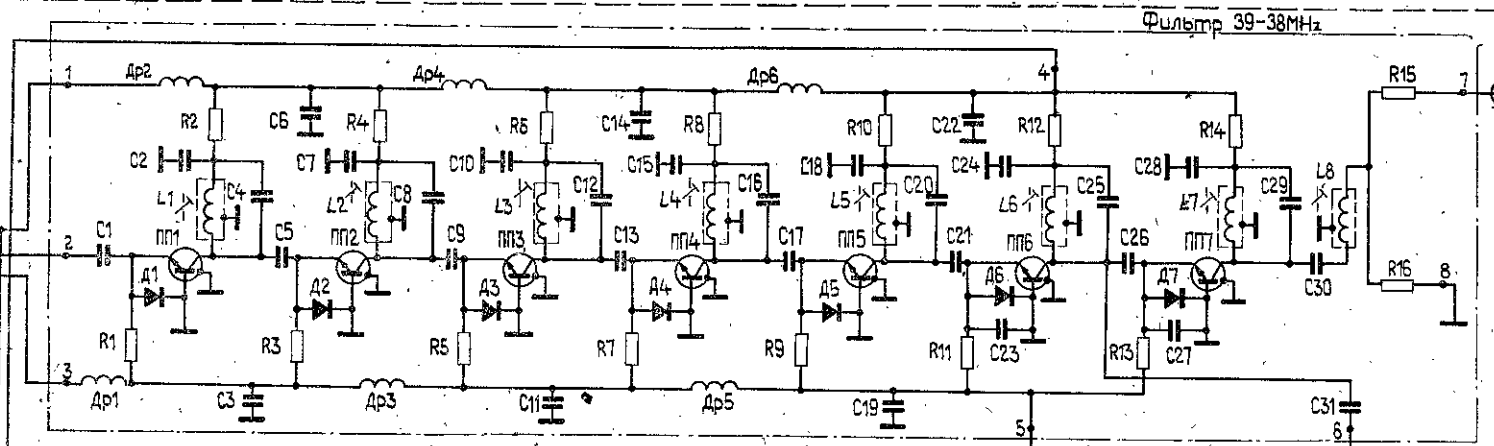 Фильтр 39-38MHz
1 Др2 Др4 Др6 4 R15 7
R2 C6 R4 R6 C14 R8 R10 C22 R12 R14
C2 C7 C10 C15 C18 C24 C28
L1 C4 L2 C8 L3 C12 L4 C16 L5 C20 L6 C25 L7 C29 L8
2 C1 ПП1 C5 ПП2 C9 ПП3 C13 ПП4 C17 ПП5 C21 ПП6 C26 ПП7 C30 R16 8
Д1 Д2 Д3 Д4 Д5 Д6 Д7
R1 R3 R5 R7 R9 R11 C23 R13 C27
3 Др1 C3 Др3 C11 Др5 C19 5 C31 6